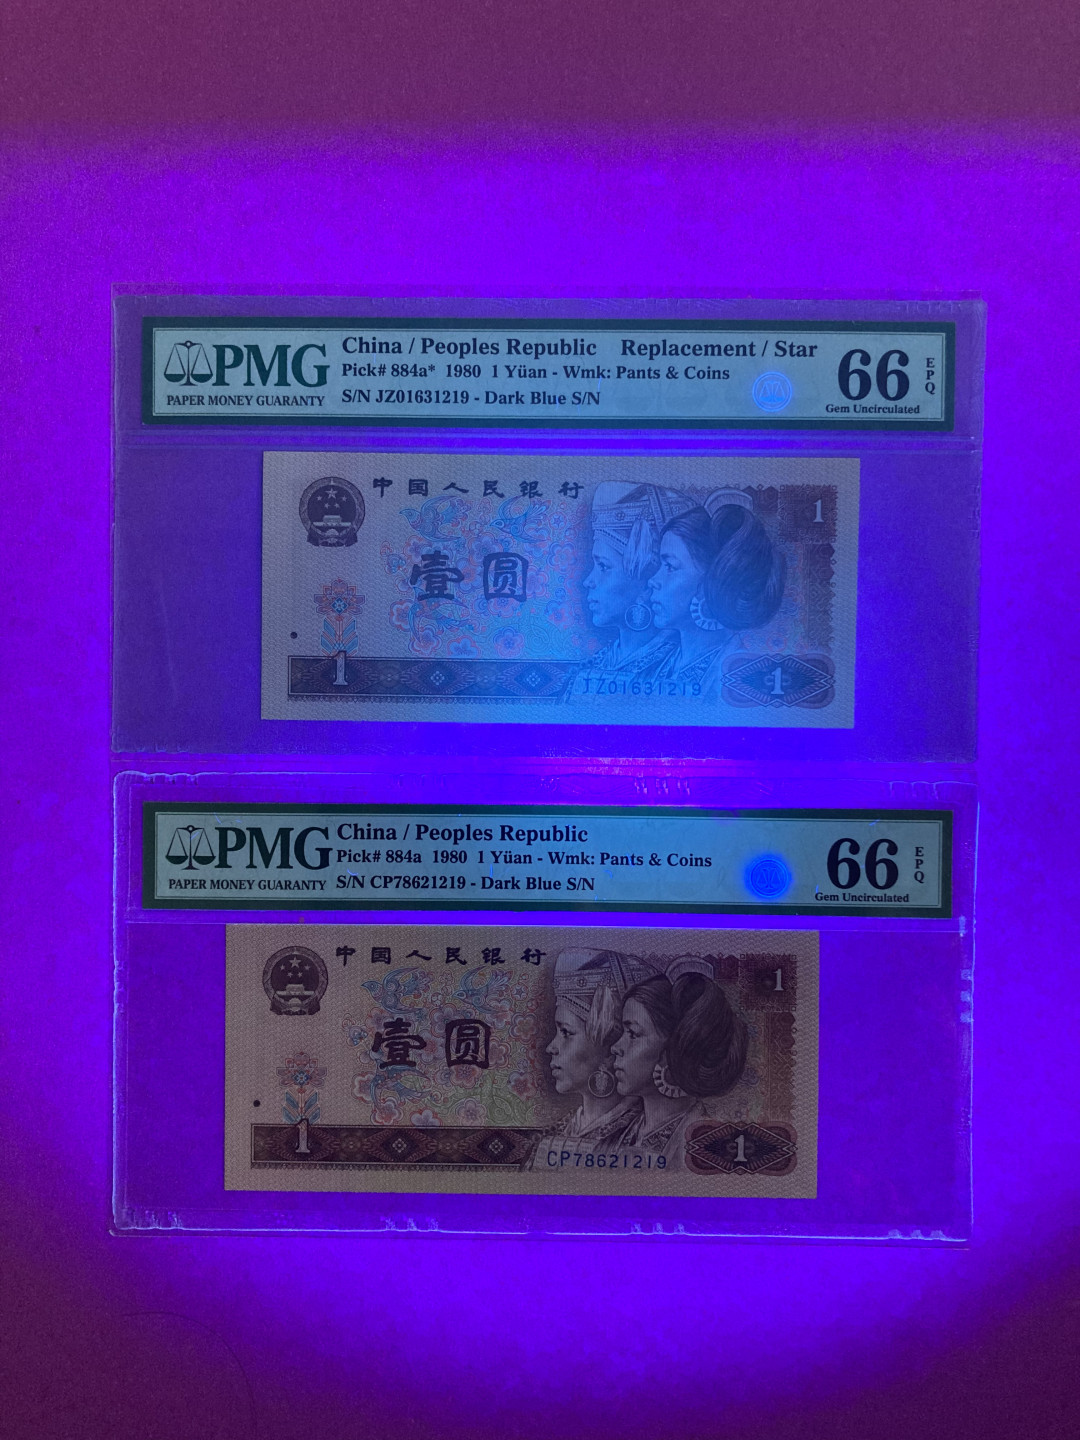 PMG
PAPER MONEY GUARANTY
China / Peoples Republic Replacement / Star
Pick# 884a* 1980 1 Yüan - Wmk: Pants & Coins
S/N JZ01631219 - Dark Blue S/N
66
EPQ
Gem Uncirculated
中国人民银行
1
壹圆
1
JZ01631219
1
PMG
PAPER MONEY GUARANTY
China / Peoples Republic
Pick# 884a 1980 1 Yüan - Wmk: Pants & Coins
S/N CP78621219 - Dark Blue S/N
66
EPQ
Gem Uncirculated
中国人民银行
1
壹圆
1
CP78621219
1